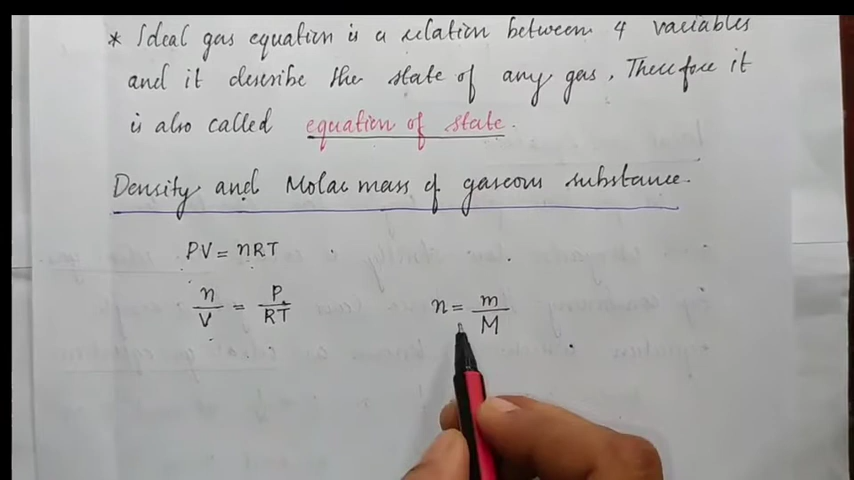 * Ideal gas equation is a relation between 4 variables
and it describe the state of any gas. Therefore it
is also called equation of state.
Density and Molar mass of gaseous substance.
PV = nRT
n/V = P/RT
n = m/M